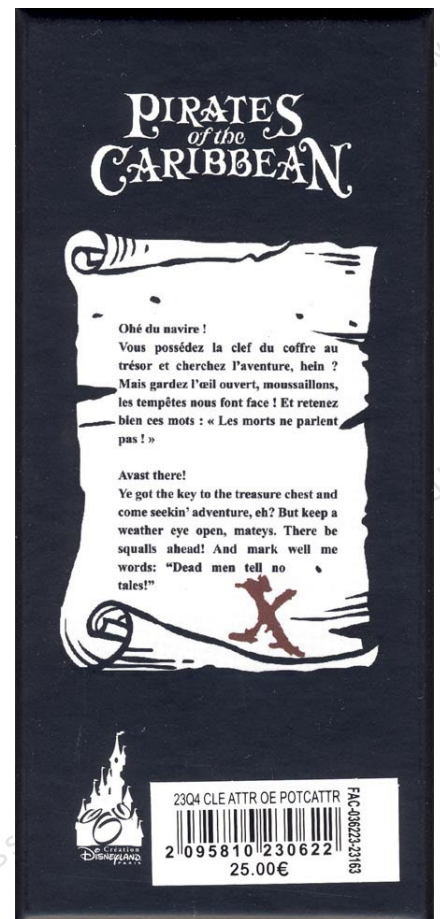 PIRATES
of the
CARIBBEAN
Ohé du navire !
Vous possédez la clef du coffre au
trésor et cherchez l'aventure, hein ?
Mais gardez l'œil ouvert, moussaillons,
les tempêtes nous font face ! Et retenez
bien ces mots : « Les morts ne parlent
pas ! »
Avast there!
Ye got the key to the treasure chest and
come seekin' adventure, eh? But keep a
weather eye open, mateys. There be
squalls ahead! And mark well me
words: “Dead men tell no
tales!”
X
© Création
DISNEYLAND
23Q4 CLE ATTR OE POTCATTR
2 095810 230622
25.00€
FAC-036223-23163